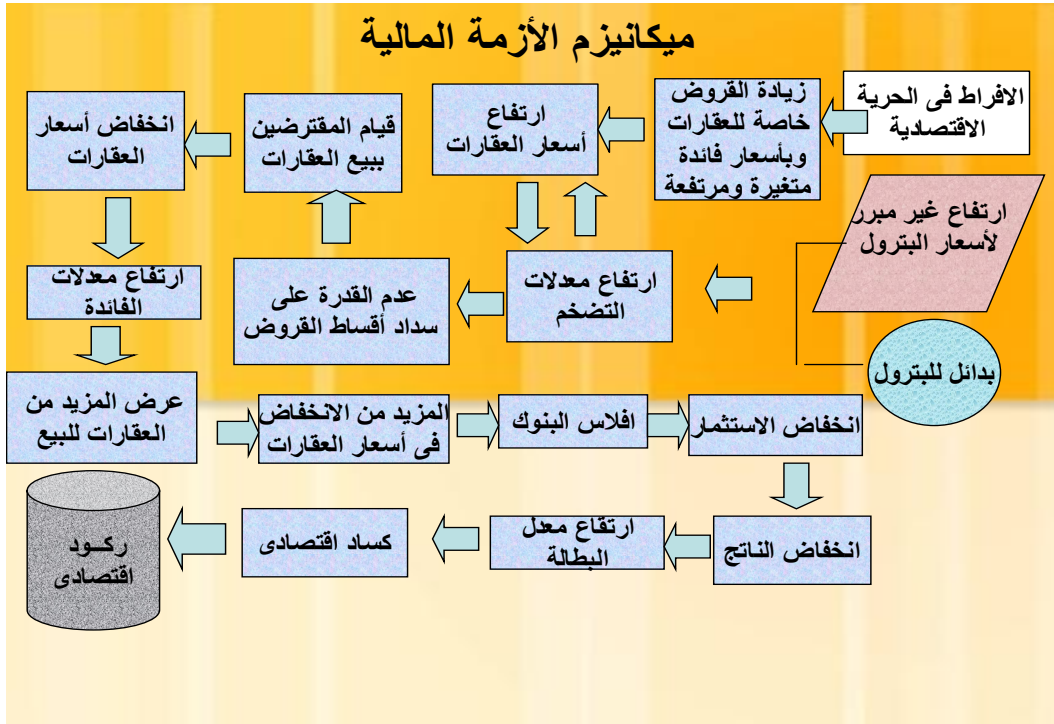 ميكانيزم الأزمة المالية
الافراط فى الحرية
الاقتصادية
زيادة القروض
خاصة للعقارات
وبأسعار فائدة
متغيرة ومرتفعة
ارتفاع
أسعار العقارات
قيام المقترضين
ببيع العقارات
انخفاض أسعار
العقارات
ارتفاع غير مبرر
لأسعار البترول
ارتفاع معدلات
التضخم
عدم القدرة على
سداد أقساط القروض
ارتفاع معدلات
الفائدة
بدائل للبترول
عرض المزيد من
العقارات للبيع
المزيد من الانخفاض
فى أسعار العقارات
افلاس البنوك
انخفاض الاستثمار
انخفاض الناتج
ارتقاع معدل
البطالة
كساد اقتصادى
ركــود
اقتصادى